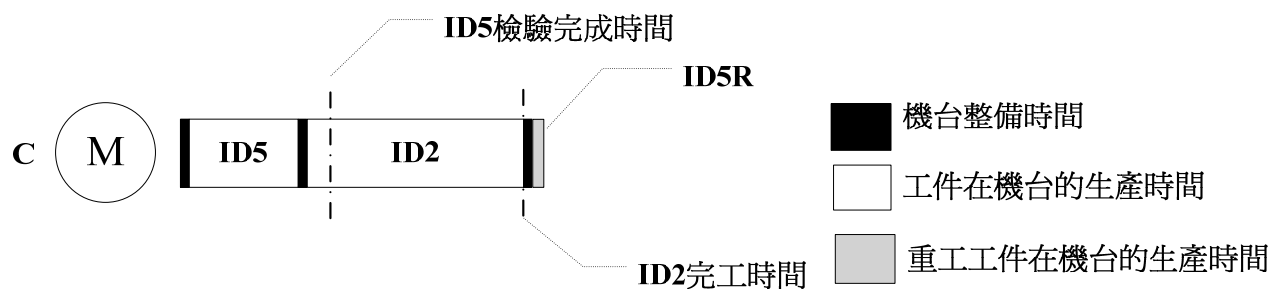 ID5檢驗完成時間
ID5R
C
M
ID5
ID2
ID2完工時間
機台整備時間
工件在機台的生產時間
重工工件在機台的生產時間